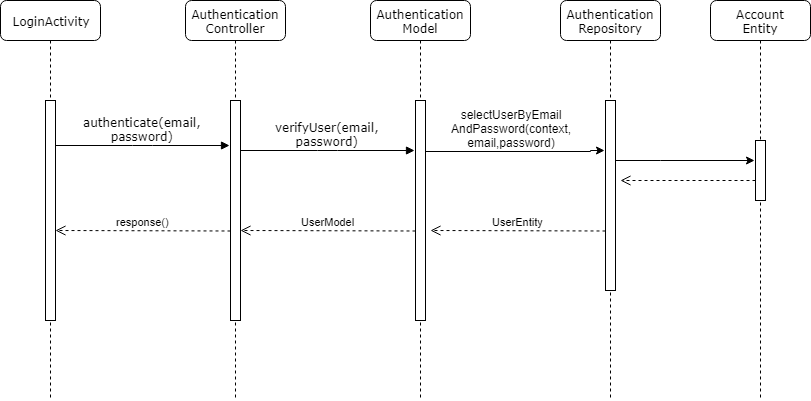 LoginActivity
Authentication
Controller
Authentication
Model
Authentication
Repository
Account
Entity
authenticate(email,
password)
verifyUser(email,
password)
selectUserByEmail
AndPassword(context,
email,password)
response()
UserModel
UserEntity